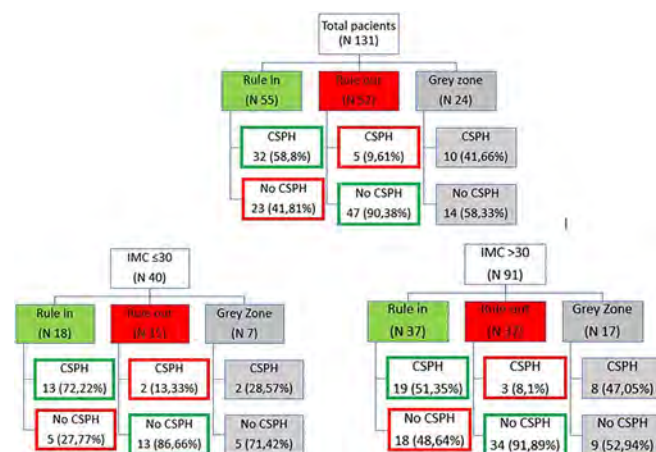 Total pacients
(N 131)
Rule In
(N 55)
Rule out
(N 52)
Grey zone
(N 24)
CSPH
32 (58,8%)
CSPH
5 (9,61%)
CSPH
10 (41,66%)
No CSPH
23 (41,81%)
No CSPH
47 (90,38%)
No CSPH
14 (58,33%)
IMC ≤30
(N 40)
Rule in
(N 18)
Rule out
(N 15)
Grey Zone
(N 7)
CSPH
13 (72,22%)
CSPH
2 (13,33%)
CSPH
2 (28,57%)
No CSPH
5 (27,77%)
No CSPH
13 (86,66%)
No CSPH
5 (71,42%)
IMC >30
(N 91)
Rule in
(N 37)
Rule out
(N 37)
Grey Zone
(N 17)
CSPH
19 (51,35%)
CSPH
3 (8,1%)
CSPH
8 (47,05%)
No CSPH
18 (48,64%)
No CSPH
34 (91,89%)
No CSPH
9 (52,94%)